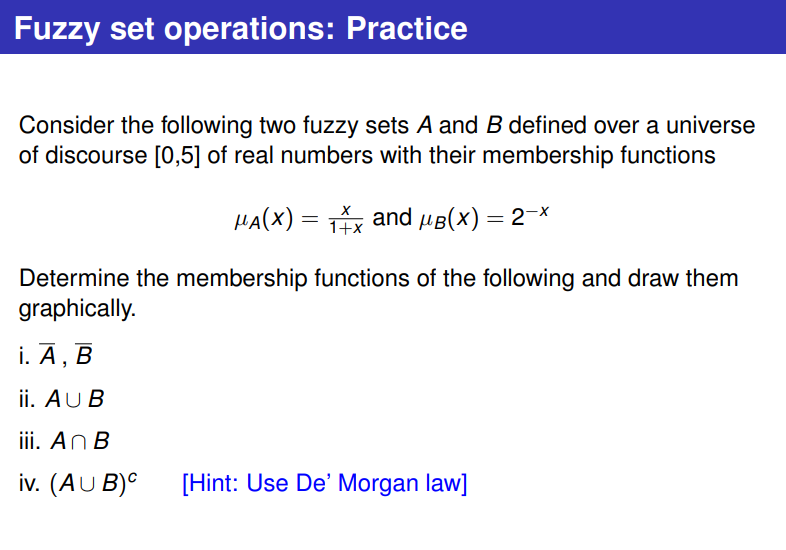 Fuzzy set operations: Practice
Consider the following two fuzzy sets A and B defined over a universe
of discourse [0,5] of real numbers with their membership functions
μ_A(x) = x/(1+x) and μ_B(x) = 2^{-x}
Determine the membership functions of the following and draw them
graphically.
i. A̅ , B̅
ii. A ∪ B
iii. A ∩ B
iv. (A ∪ B)^c [Hint: Use De' Morgan law]